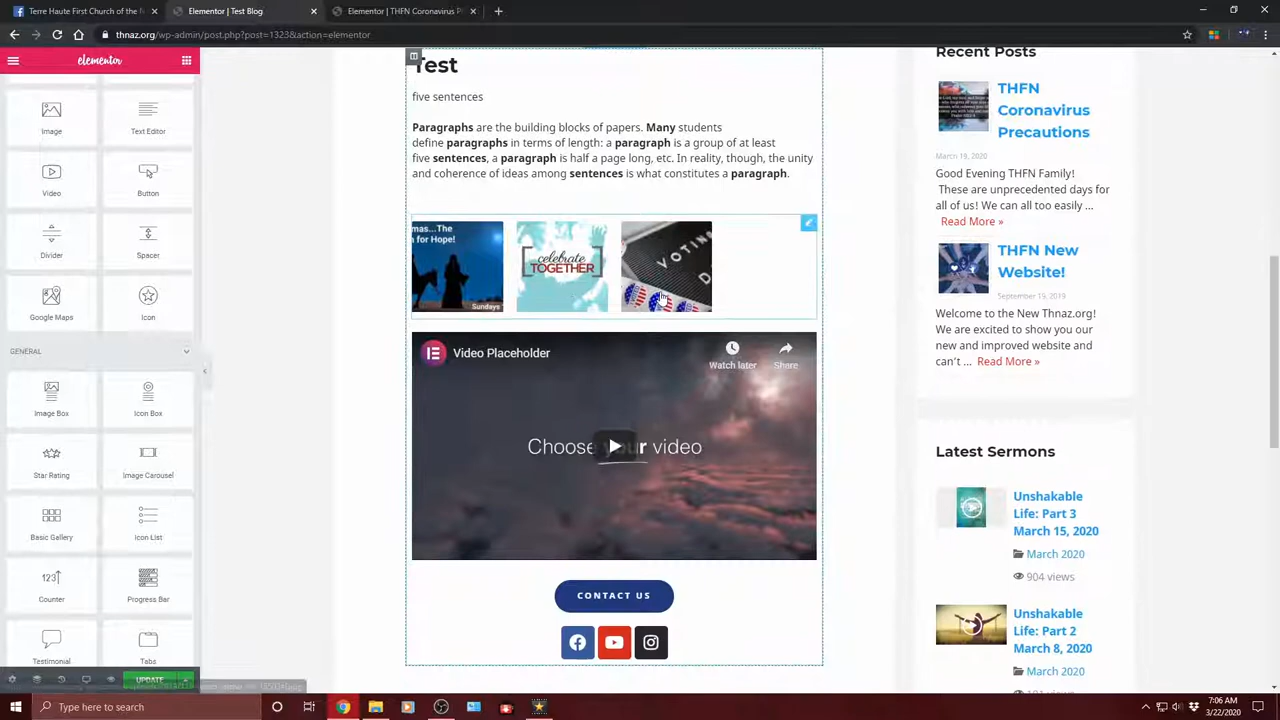 Ex: Frere Haute First Church of the
Elementor | Test Blog
Elementor | THFN Coronavirus
thnaz.org/wp-admin/post.php?post=1323&action=elementor
elementor
Image
Text Editor
Video
Button
Divider
Spacer
Google Maps
Icon
GENERAL
Image Box
Icon Box
Star Rating
Image Carousel
Basic Gallery
Icon List
Counter
Progress Bar
Testimonial
Tabs
UPDATE
Test
five sentences
Paragraphs are the building blocks of papers. Many students
define paragraphs in terms of length: a paragraph is a group of at least
five sentences, a paragraph is half a page long, etc. In reality, though, the unity
and coherence of ideas among sentences is what constitutes a paragraph.
mas...The
for Hope!
Sundays
celebrate
TOGETHER
VOTING
Video Placeholder
Watch later
Share
Choose your video
CONTACT US
Recent Posts
THFN
Coronavirus
Precautions
March 19, 2020
Good Evening THFN Family!
These are unprecedented days for
all of us! We can all too easily ...
Read More »
THFN New
Website!
September 19, 2019
Welcome to the New Thnaz.org!
We are excited to show you our
new and improved website and
can't ... Read More »
Latest Sermons
Unshakable
Life: Part 3
March 15, 2020
March 2020
904 views
Unshakable
Life: Part 2
March 8, 2020
March 2020
Type here to search
7:06 AM
3/22/2020